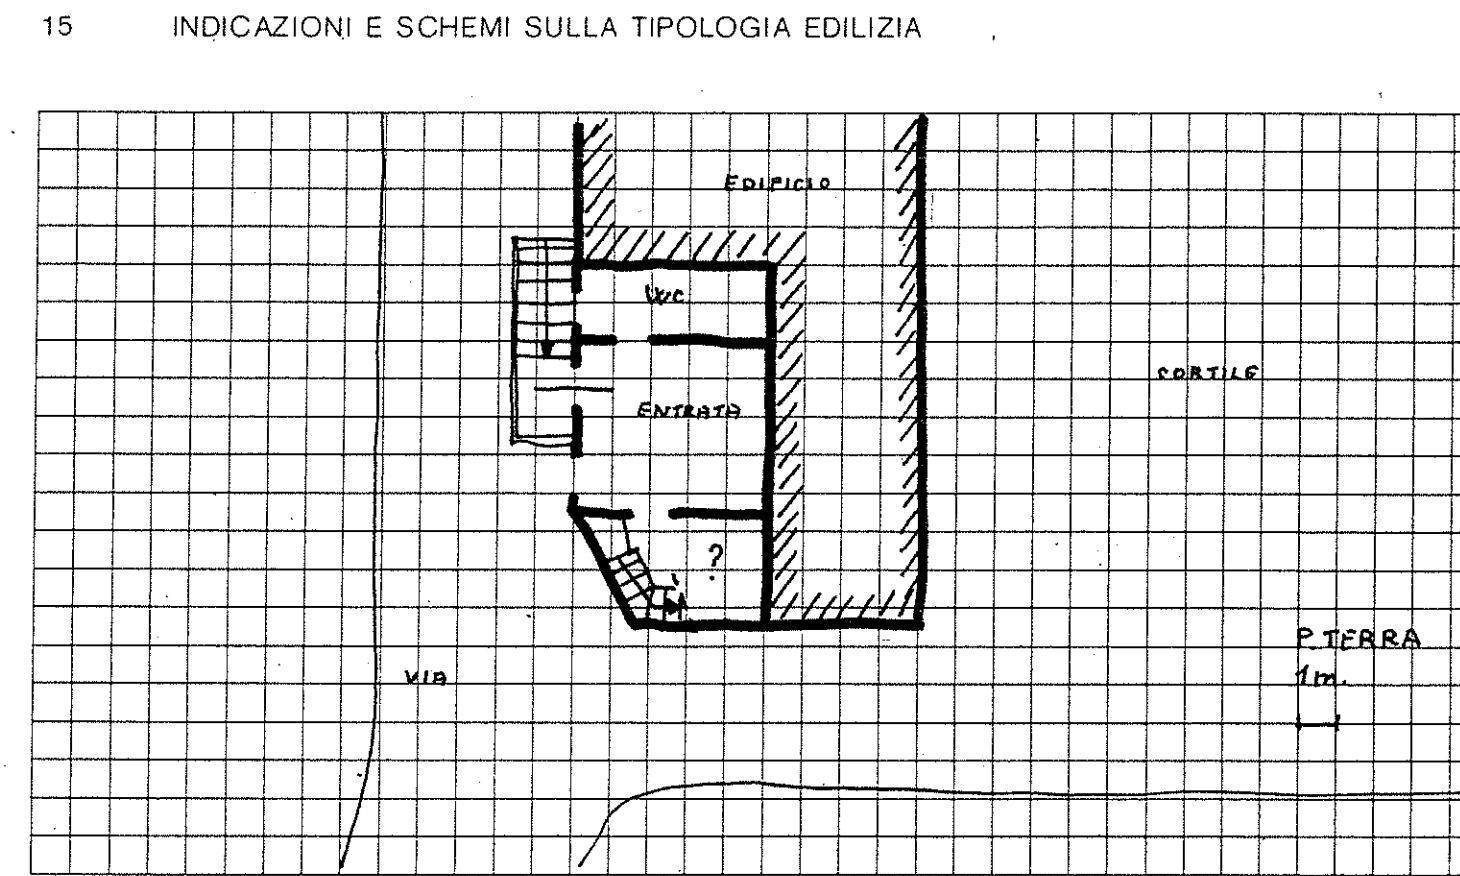 15 INDICAZIONI E SCHEMI SULLA TIPOLOGIA EDILIZIA
EDIFICIO
WC
CORTILE
ENTRATA
?
P. TERRA
VIA
1m.